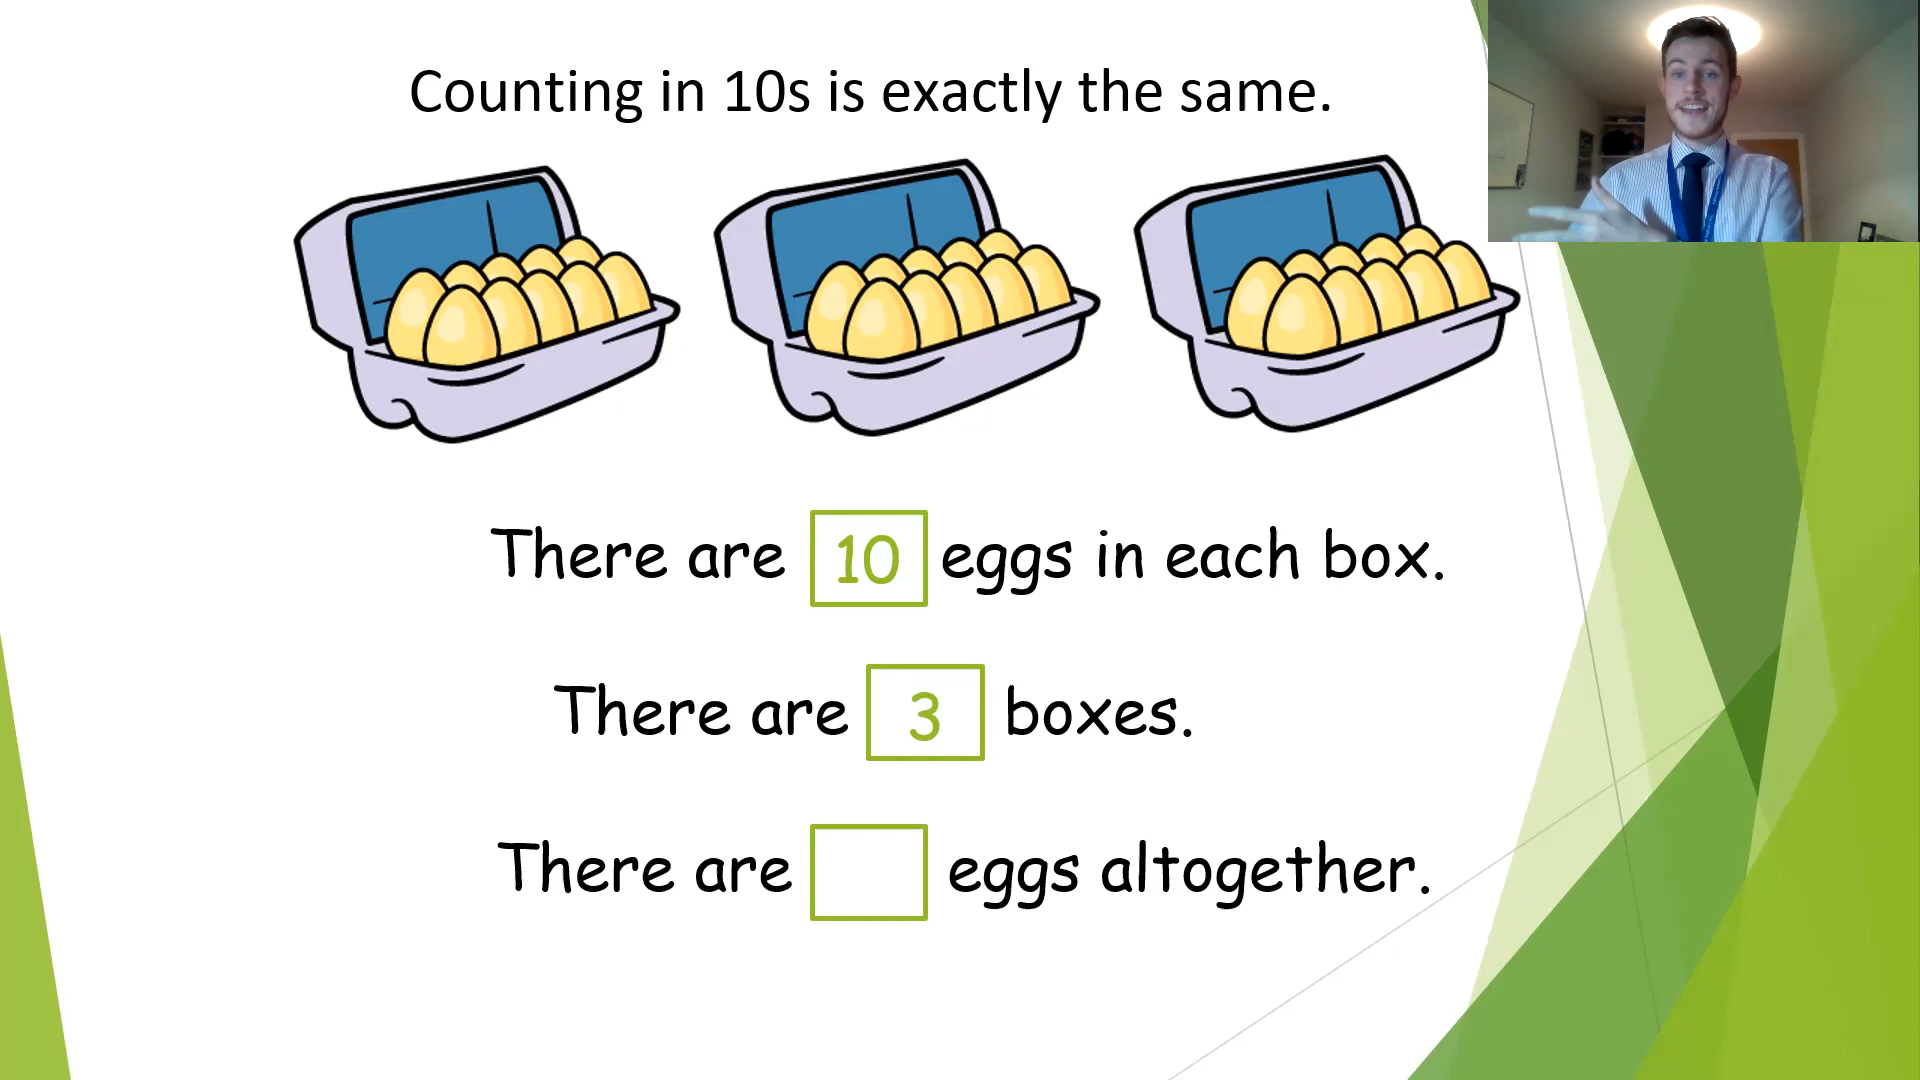 Counting in 10s is exactly the same.
There are 10 eggs in each box.
There are 3 boxes.
There are eggs altogether.